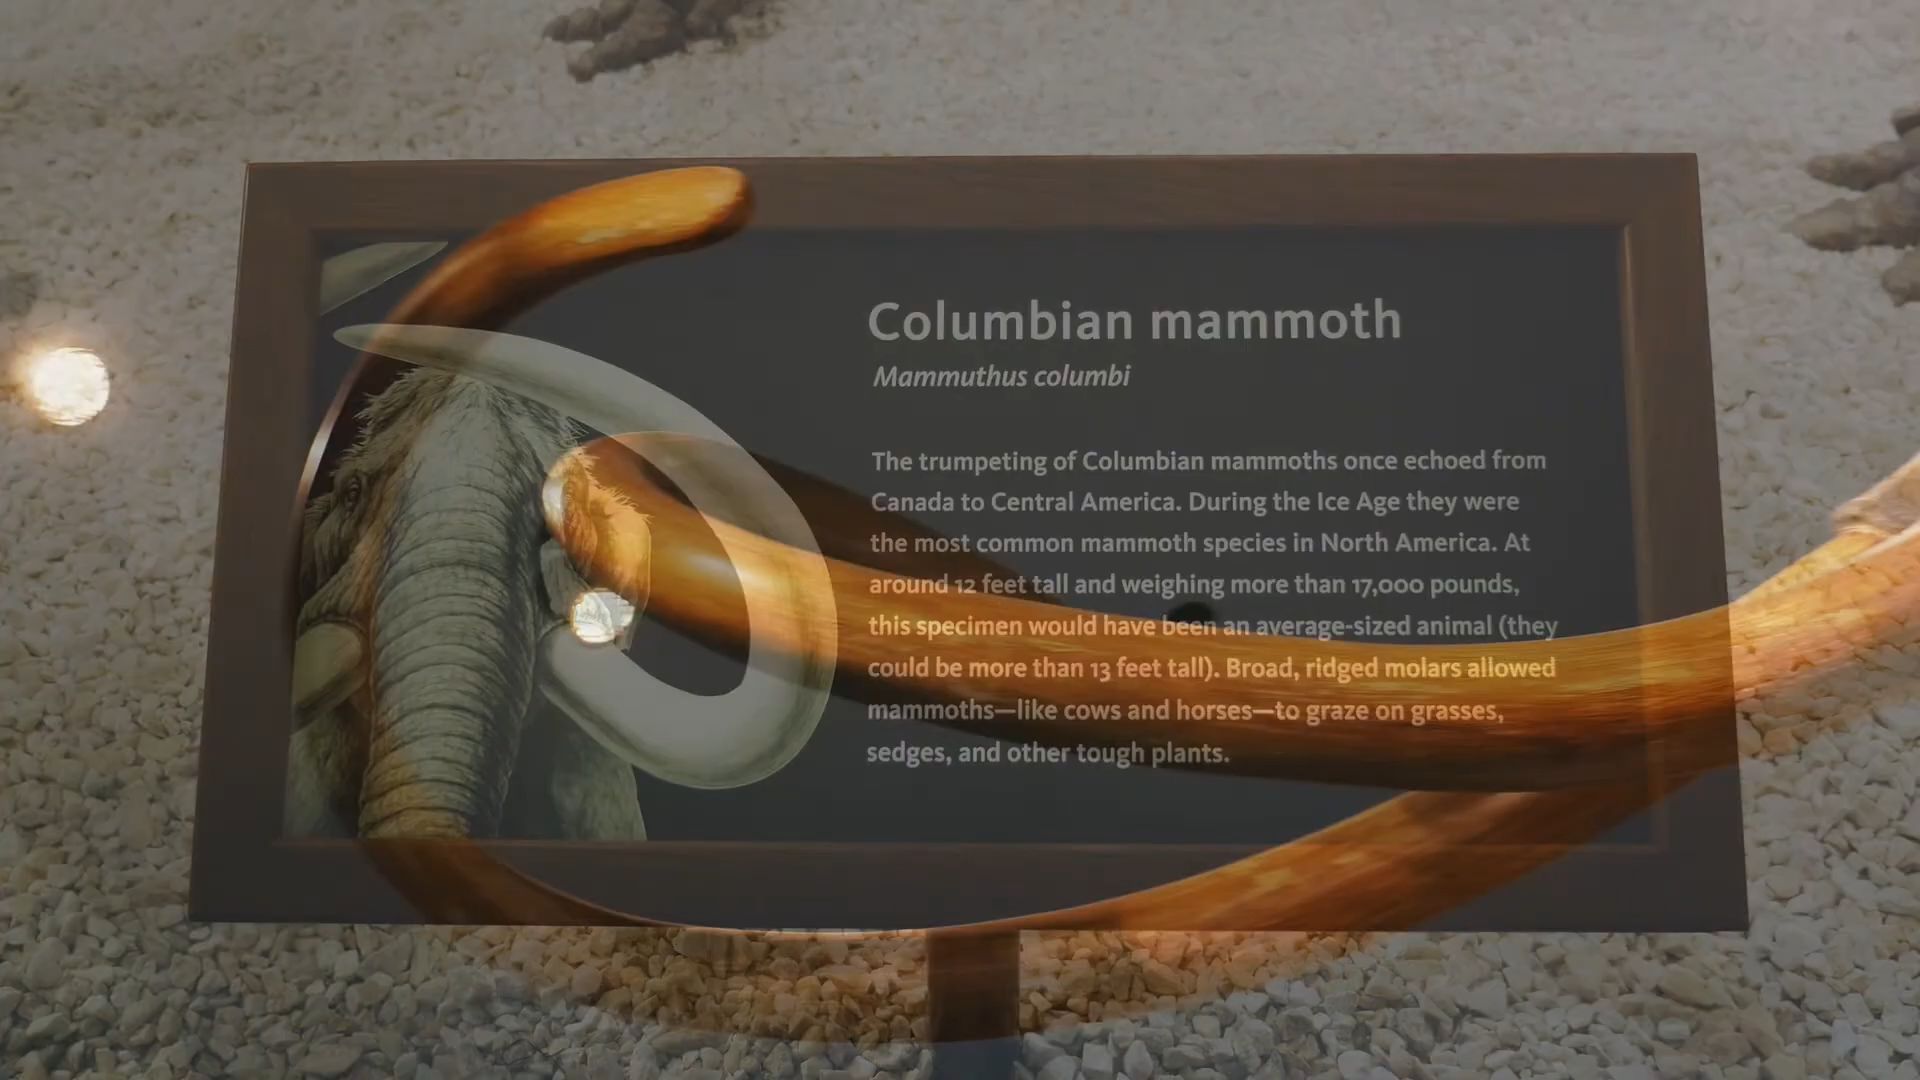 Columbian mammoth
Mammuthus columbi
The trumpeting of Columbian mammoths once echoed from
Canada to Central America. During the Ice Age they were
the most common mammoth species in North America. At
around 12 feet tall and weighing more than 17,000 pounds,
this specimen would have been an average-sized animal (they
could be more than 13 feet tall). Broad, ridged molars allowed
mammoths—like cows and horses—to graze on grasses,
sedges, and other tough plants.